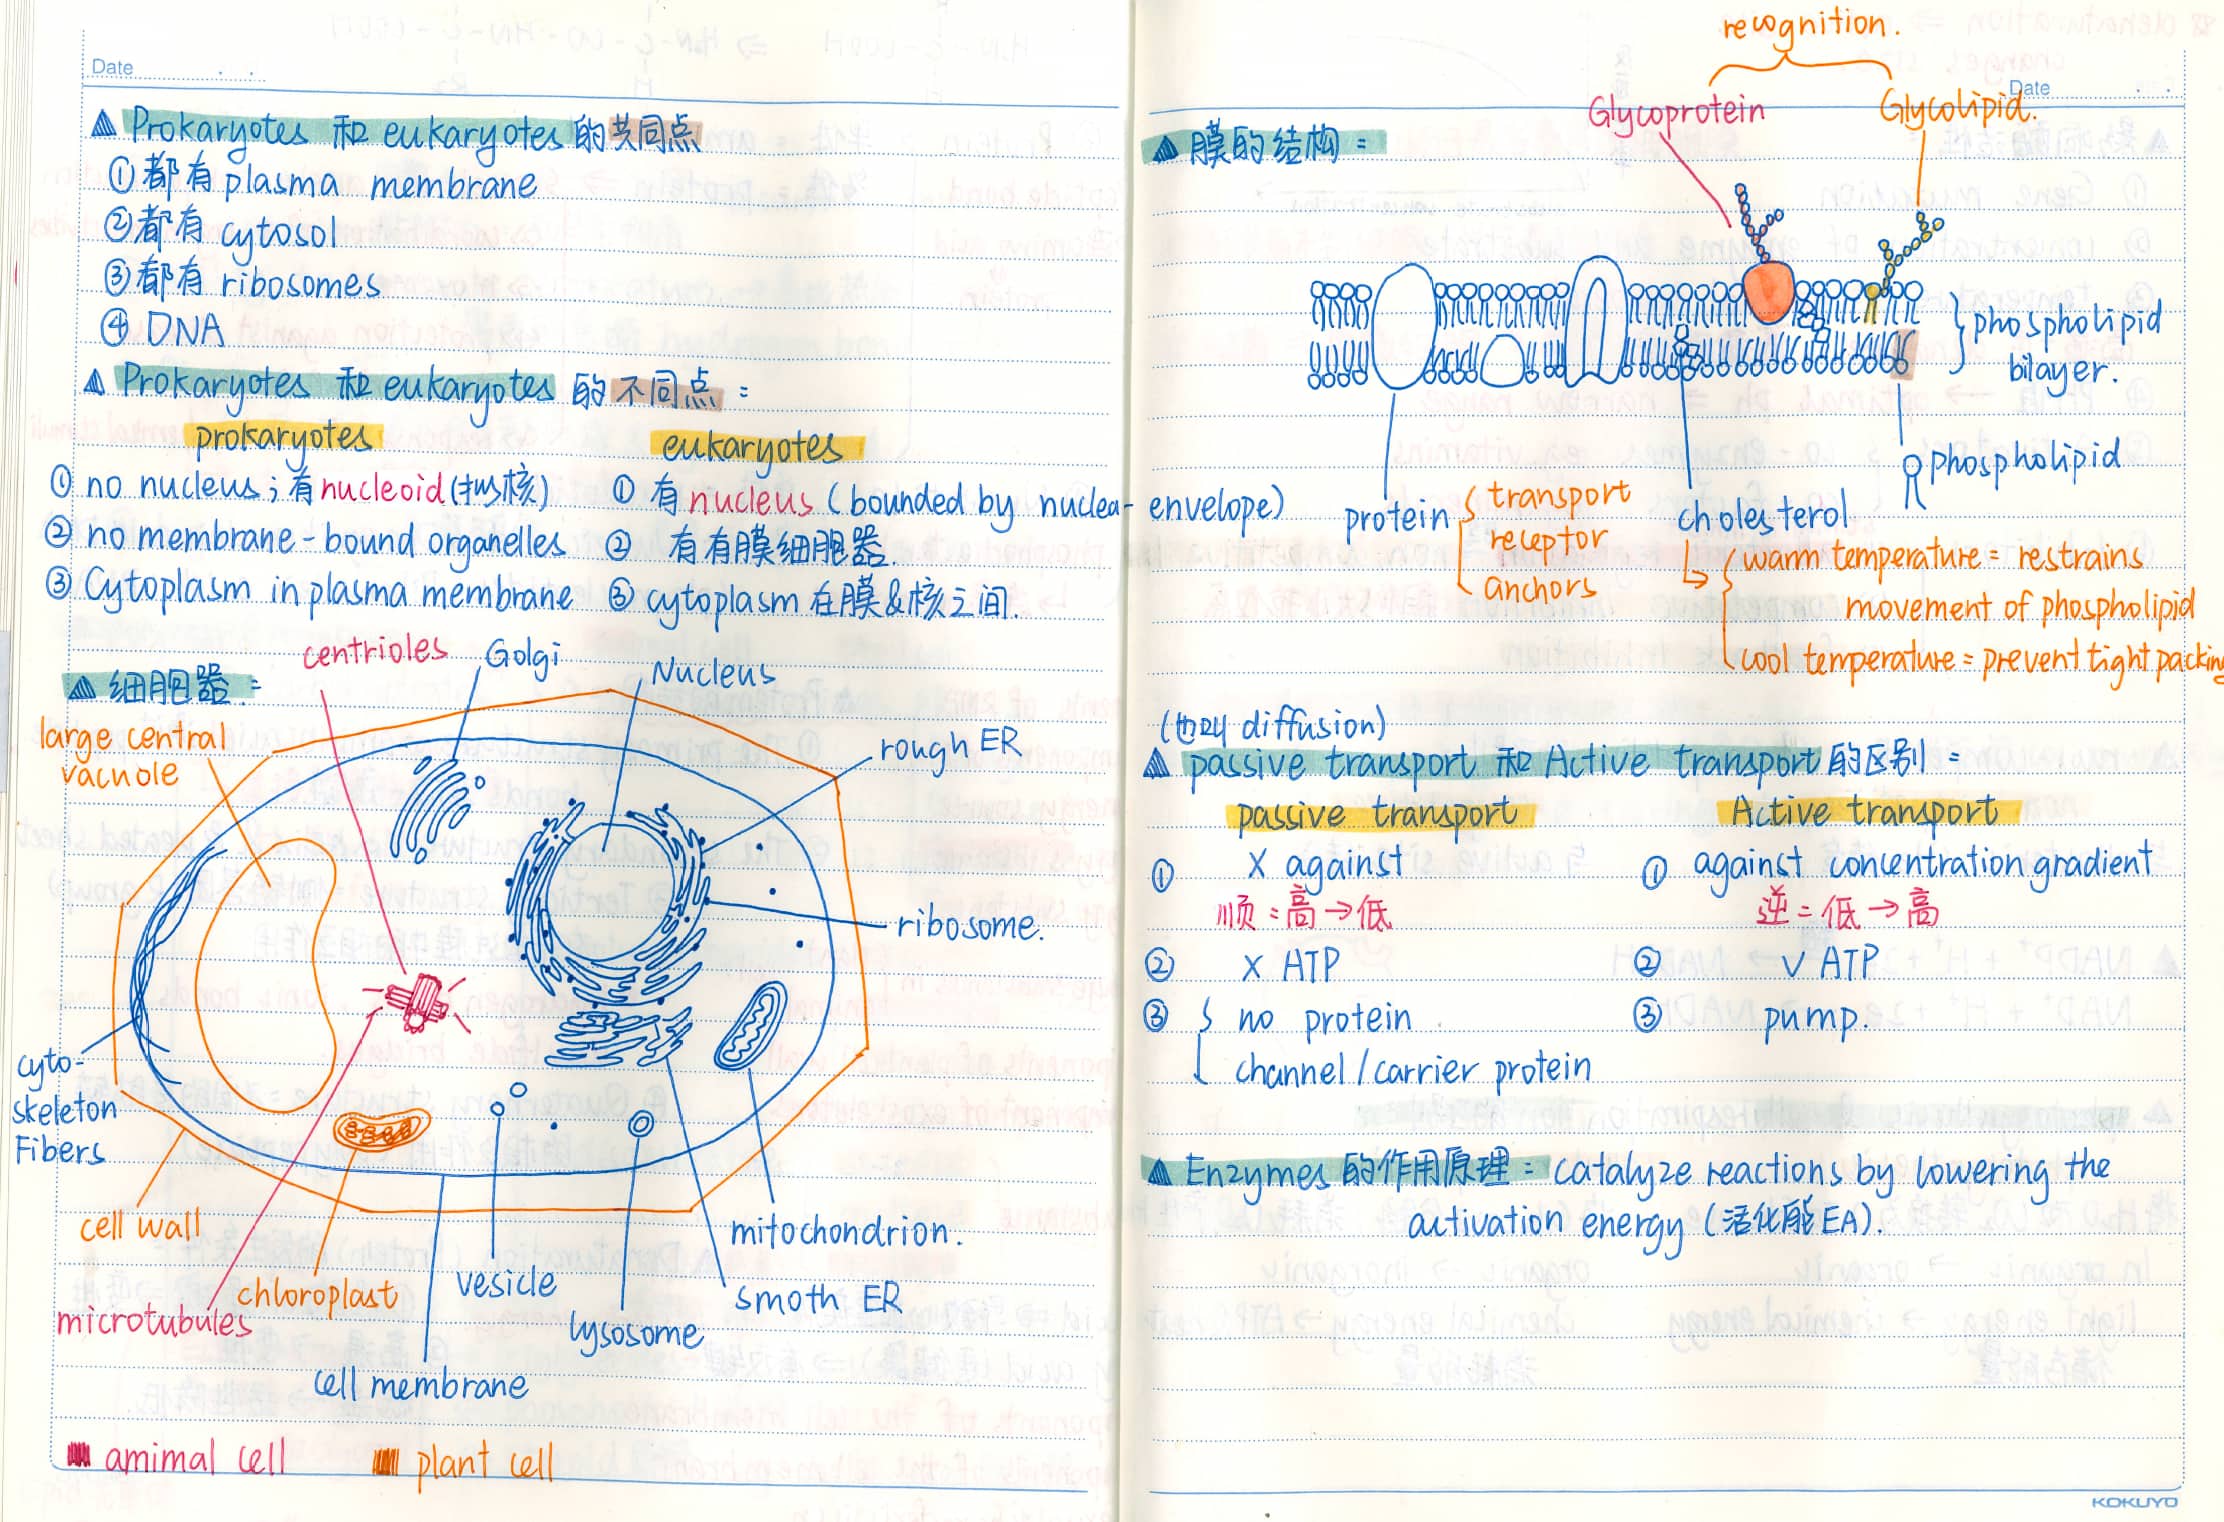 Date
▲ Prokaryotes 和 eukaryotes 的共同点
①都有 plasma membrane
②都有 cytosol
③都有 ribosomes
④ DNA
▲ Prokaryotes 和 eukaryotes 的不同点:
prokaryotes
① no nucleus; 有 nucleoid (拟核)
② no membrane-bound organelles
③ Cytoplasm in plasma membrane
eukaryotes
① 有 nucleus (bounded by nuclea- envelope)
② 有有膜细胞器.
③ cytoplasm 在膜&核之间.
▲ 细胞器:
centrioles
Golgi
Nucleus
large central
vacuole
rough ER
ribosome.
cyto-
skeleton
Fibers
cell wall
mitochondrion.
chloroplast
vesicle
smoth ER
microtubules
lysosome
cell membrane
amimal cell
plant cell
Date
recognition.
Glycoprotein
Glycolipid.
▲ 膜的结构:
phospholipid
bilayer.
phospholipid
protein
transport
receptor
anchors
cholesterol
warm temperature = restrains
movement of phospholipid
cool temperature = prevent tight packing
(也叫 diffusion)
▲ passive transport 和 Active transport 的区别:
passive transport
① X against
顺=高→低
② X ATP
③ no protein
channel/carrier protein
Active transport
① against concentration gradient
逆=低→高
② ∨ ATP
③ pump.
▲ Enzymes 的作用原理: catalyze reactions by lowering the
activation energy (活化能EA).
KOKUYO